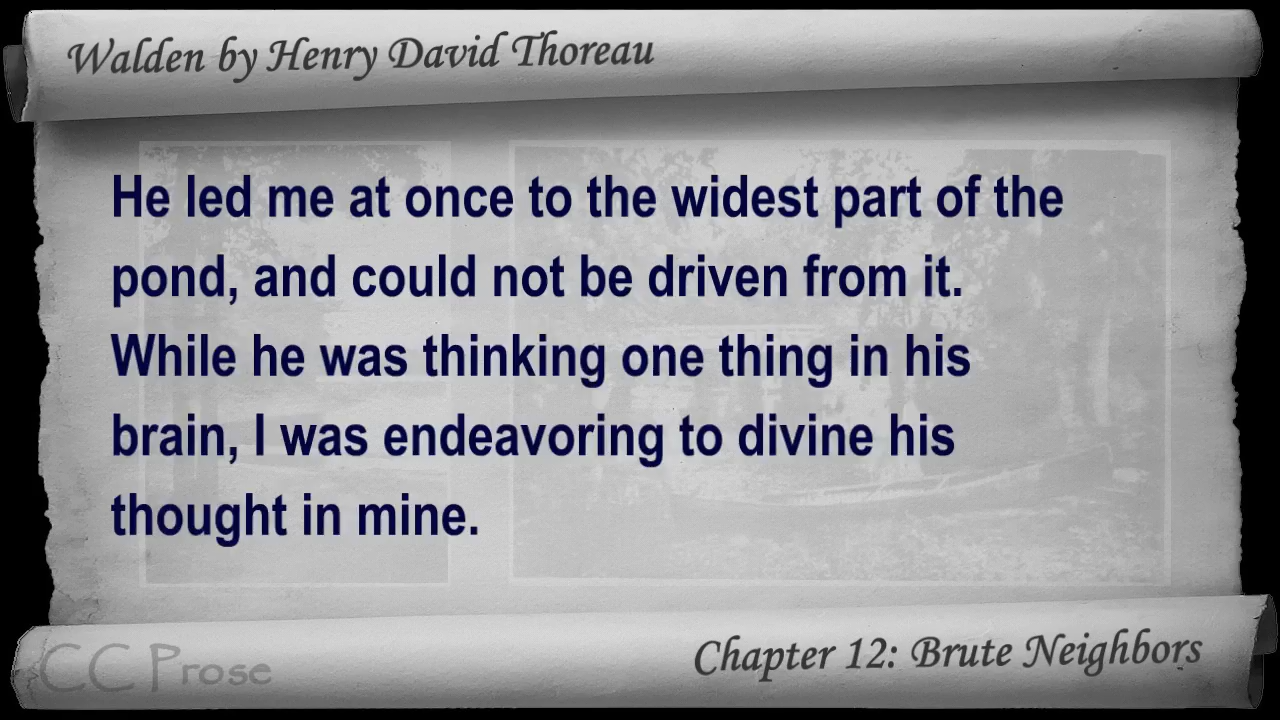 Walden by Henry David Thoreau
He led me at once to the widest part of the
pond, and could not be driven from it.
While he was thinking one thing in his
brain, I was endeavoring to divine his
thought in mine.
CC Prose
Chapter 12: Brute Neighbors